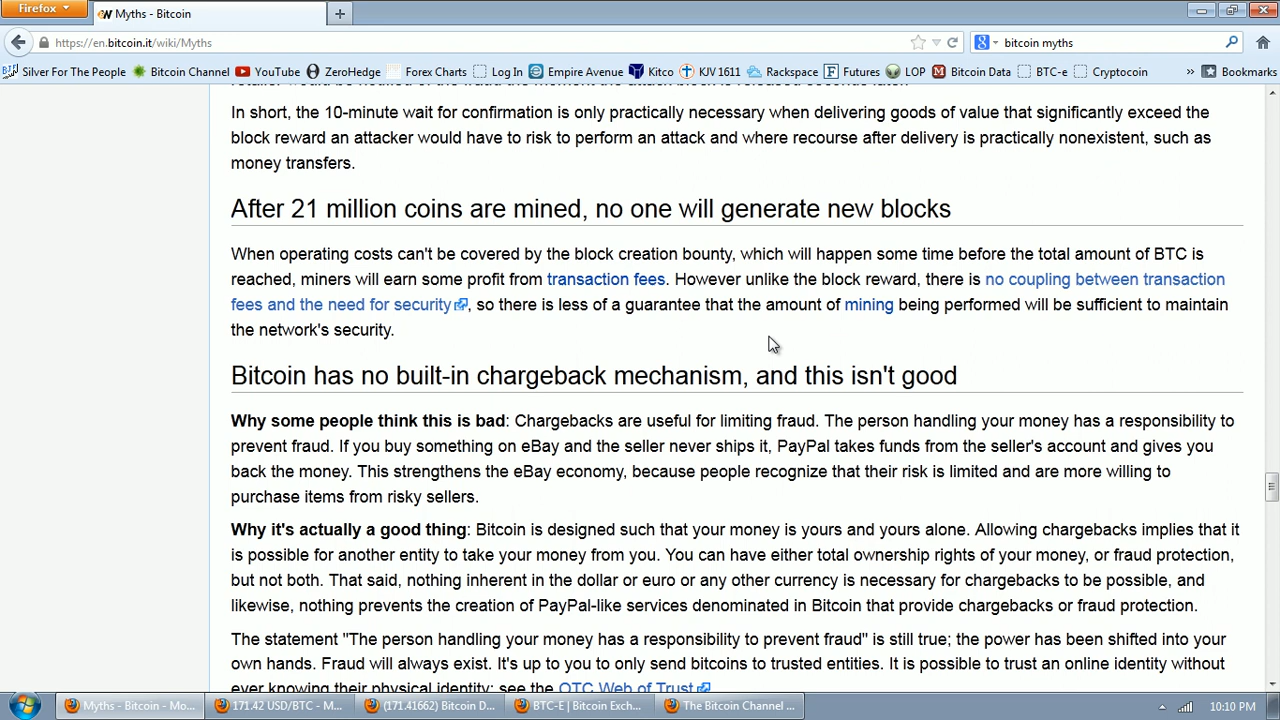 Firefox
Myths - Bitcoin
https://en.bitcoin.it/wiki/Myths
bitcoin myths
Silver For The People Bitcoin Channel YouTube ZeroHedge Forex Charts Log In Empire Avenue Kitco KJV 1611 Rackspace Futures LOP Bitcoin Data BTC-e Cryptocoin » Bookmarks
In short, the 10-minute wait for confirmation is only practically necessary when delivering goods of value that significantly exceed the
block reward an attacker would have to risk to perform an attack and where recourse after delivery is practically nonexistent, such as
money transfers.
After 21 million coins are mined, no one will generate new blocks
When operating costs can't be covered by the block creation bounty, which will happen some time before the total amount of BTC is
reached, miners will earn some profit from transaction fees. However unlike the block reward, there is no coupling between transaction
fees and the need for security, so there is less of a guarantee that the amount of mining being performed will be sufficient to maintain
the network's security.
Bitcoin has no built-in chargeback mechanism, and this isn't good
Why some people think this is bad: Chargebacks are useful for limiting fraud. The person handling your money has a responsibility to
prevent fraud. If you buy something on eBay and the seller never ships it, PayPal takes funds from the seller's account and gives you
back the money. This strengthens the eBay economy, because people recognize that their risk is limited and are more willing to
purchase items from risky sellers.
Why it's actually a good thing: Bitcoin is designed such that your money is yours and yours alone. Allowing chargebacks implies that it
is possible for another entity to take your money from you. You can have either total ownership rights of your money, or fraud protection,
but not both. That said, nothing inherent in the dollar or euro or any other currency is necessary for chargebacks to be possible, and
likewise, nothing prevents the creation of PayPal-like services denominated in Bitcoin that provide chargebacks or fraud protection.
The statement "The person handling your money has a responsibility to prevent fraud" is still true; the power has been shifted into your
own hands. Fraud will always exist. It's up to you to only send bitcoins to trusted entities. It is possible to trust an online identity without
ever knowing their physical identity; see the OTC Web of Trust.
Myths - Bitcoin - Mo... 171.42 USD/BTC - M... (171.41662) Bitcoin D... BTC-E | Bitcoin Exch... The Bitcoin Channel ... 10:10 PM